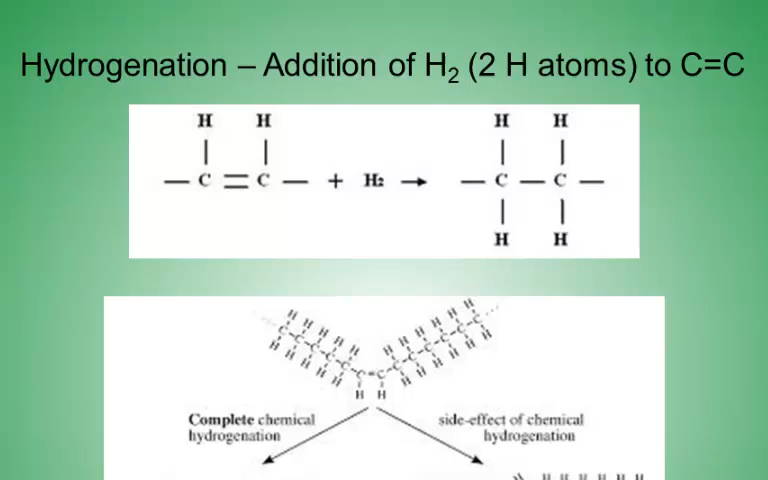 Hydrogenation – Addition of H₂ (2 H atoms) to C=C
H H H H
— C = C — + H₂ → — C — C —
H H
H H
Complete chemical
hydrogenation
side-effect of chemical
hydrogenation